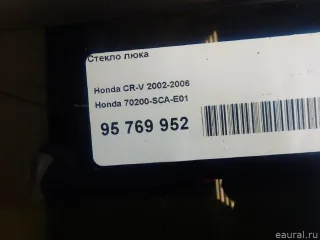 Стекло люка
Honda CR-V 2002-2006
Honda 70200-SCA-E01
95 769 952
eaural.ru